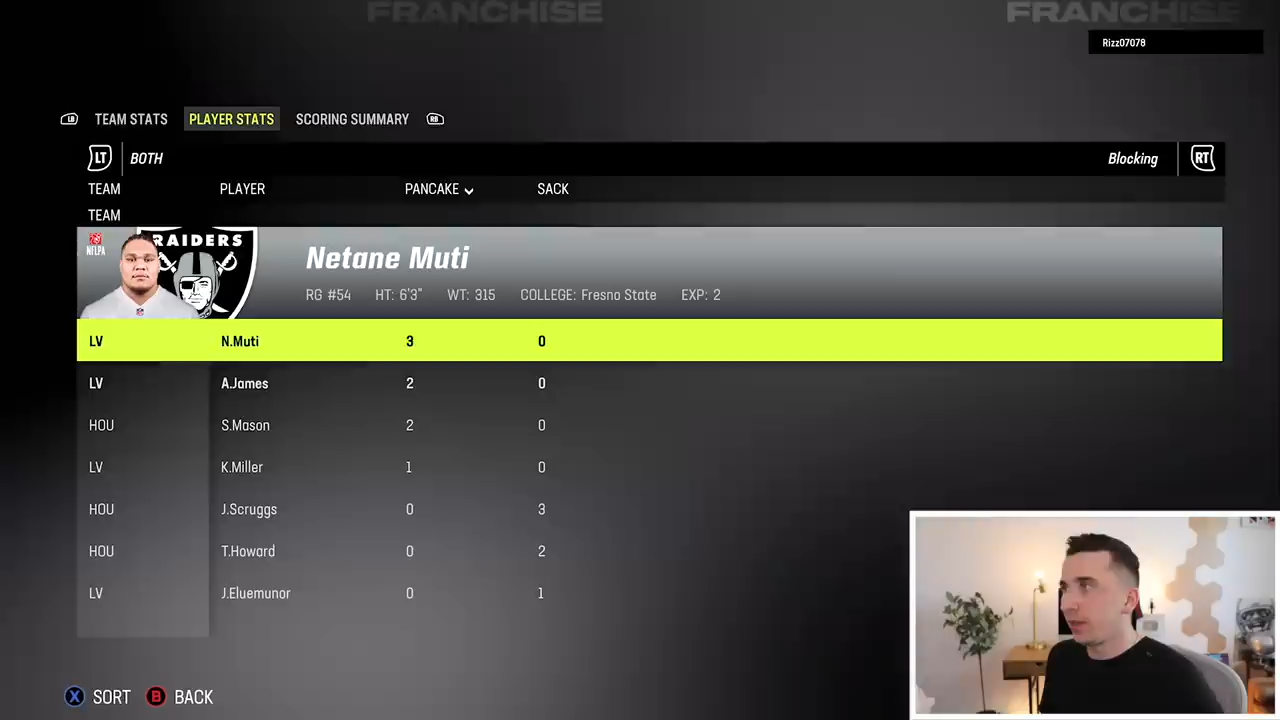 FRANCHISE FRANCHISE
Rizz07078
LB TEAM STATS PLAYER STATS SCORING SUMMARY RB
LT BOTH Blocking RT
TEAM PLAYER PANCAKE SACK
TEAM
NFLPA RAIDERS
Netane Muti
RG #54 HT: 6'3" WT: 315 COLLEGE: Fresno State EXP: 2
LV N.Muti 3 0
LV A.James 2 0
HOU S.Mason 2 0
LV K.Miller 1 0
HOU J.Scruggs 0 3
HOU T.Howard 0 2
LV J.Eluemunor 0 1
X SORT B BACK